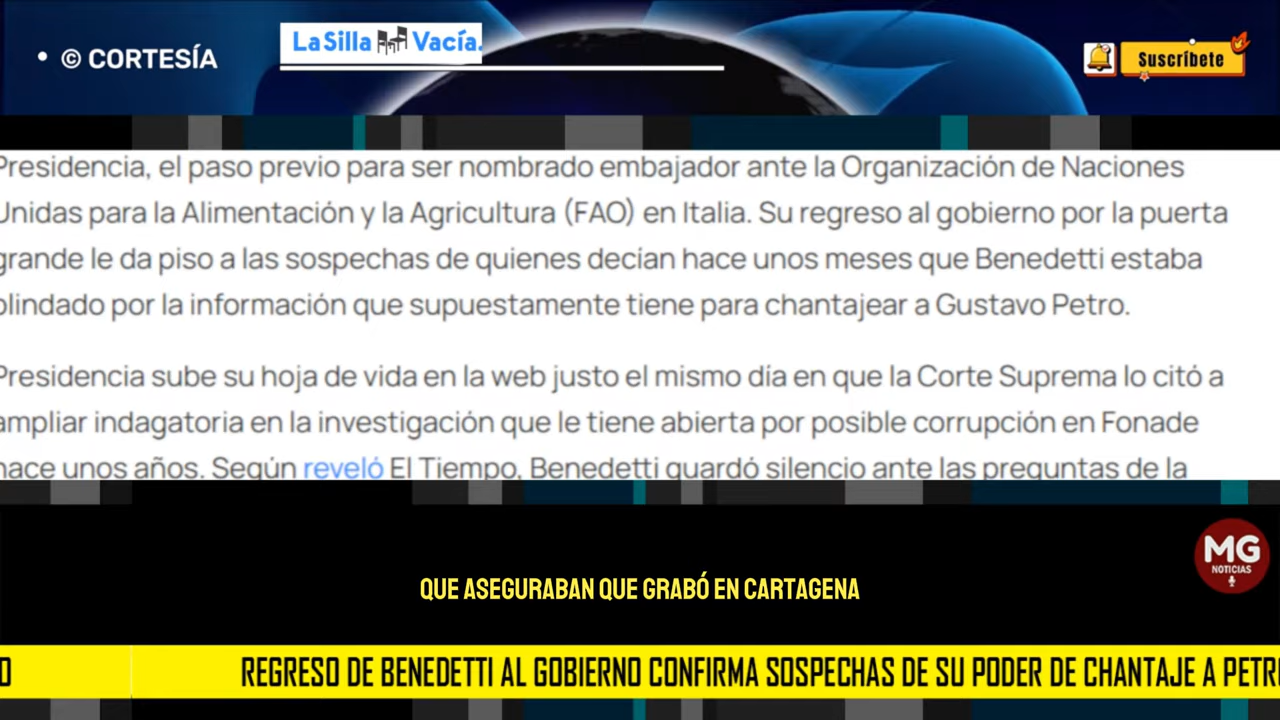 • © CORTESÍA
La Silla Vacía.
Suscríbete
Presidencia, el paso previo para ser nombrado embajador ante la Organización de Naciones
Unidas para la Alimentación y la Agricultura (FAO) en Italia. Su regreso al gobierno por la puerta
grande le da piso a las sospechas de quienes decían hace unos meses que Benedetti estaba
blindado por la información que supuestamente tiene para chantajear a Gustavo Petro.
Presidencia sube su hoja de vida en la web justo el mismo día en que la Corte Suprema lo citó a
ampliar indagatoria en la investigación que le tiene abierta por posible corrupción en Fonade
hace unos años. Según reveló El Tiempo, Benedetti guardó silencio ante las preguntas de la
MG
NOTICIAS
QUE ASEGURABAN QUE GRABÓ EN CARTAGENA
O REGRESO DE BENEDETTI AL GOBIERNO CONFIRMA SOSPECHAS DE SU PODER DE CHANTAJE A PETRO